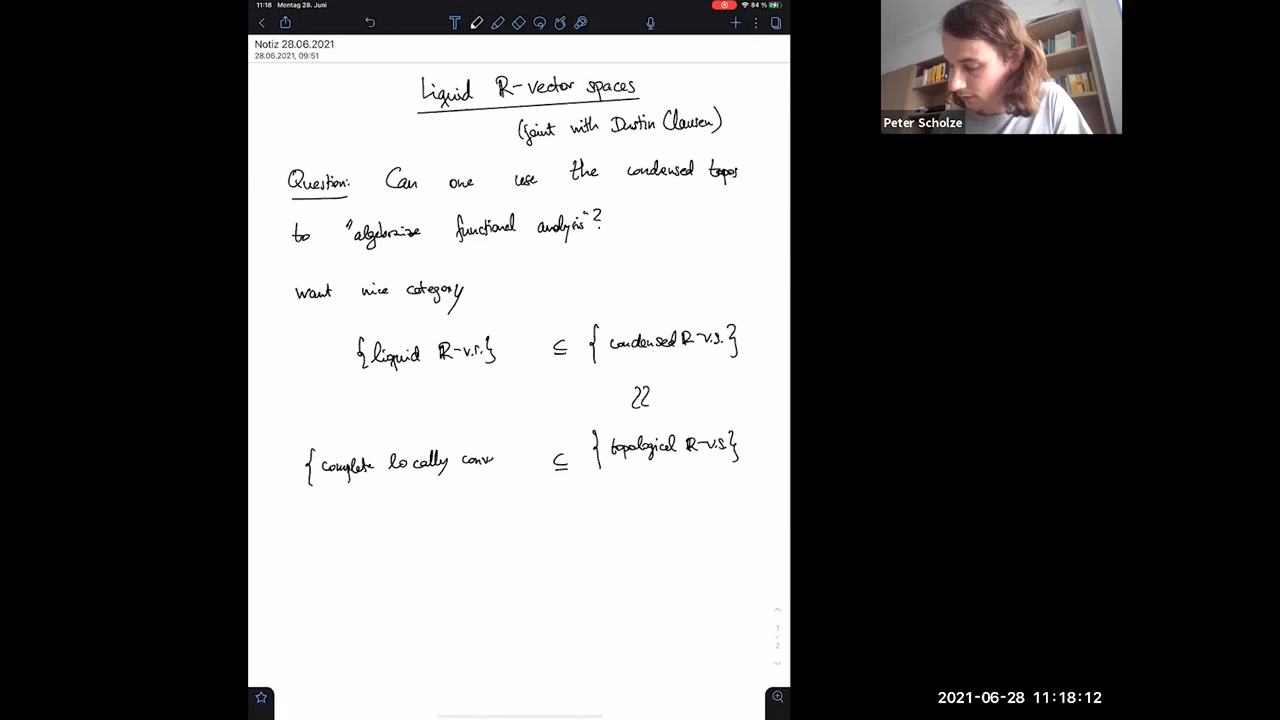 11:18 Montag 28. Juni
84 %
T
Notiz 28.06.2021
28.06.2021, 09:51
Liquid ℝ-vector spaces
(joint with Dustin Clausen)
Question: Can one use the condensed topos
to "algebraize functional analysis"?
want nice category
{liquid ℝ-v.s.} ⊆ {condensed ℝ-v.s.}
{complete locally conv ⊆ {topological ℝ-v.s}
1
/
2
Peter Scholze
2021-06-28 11:18:12